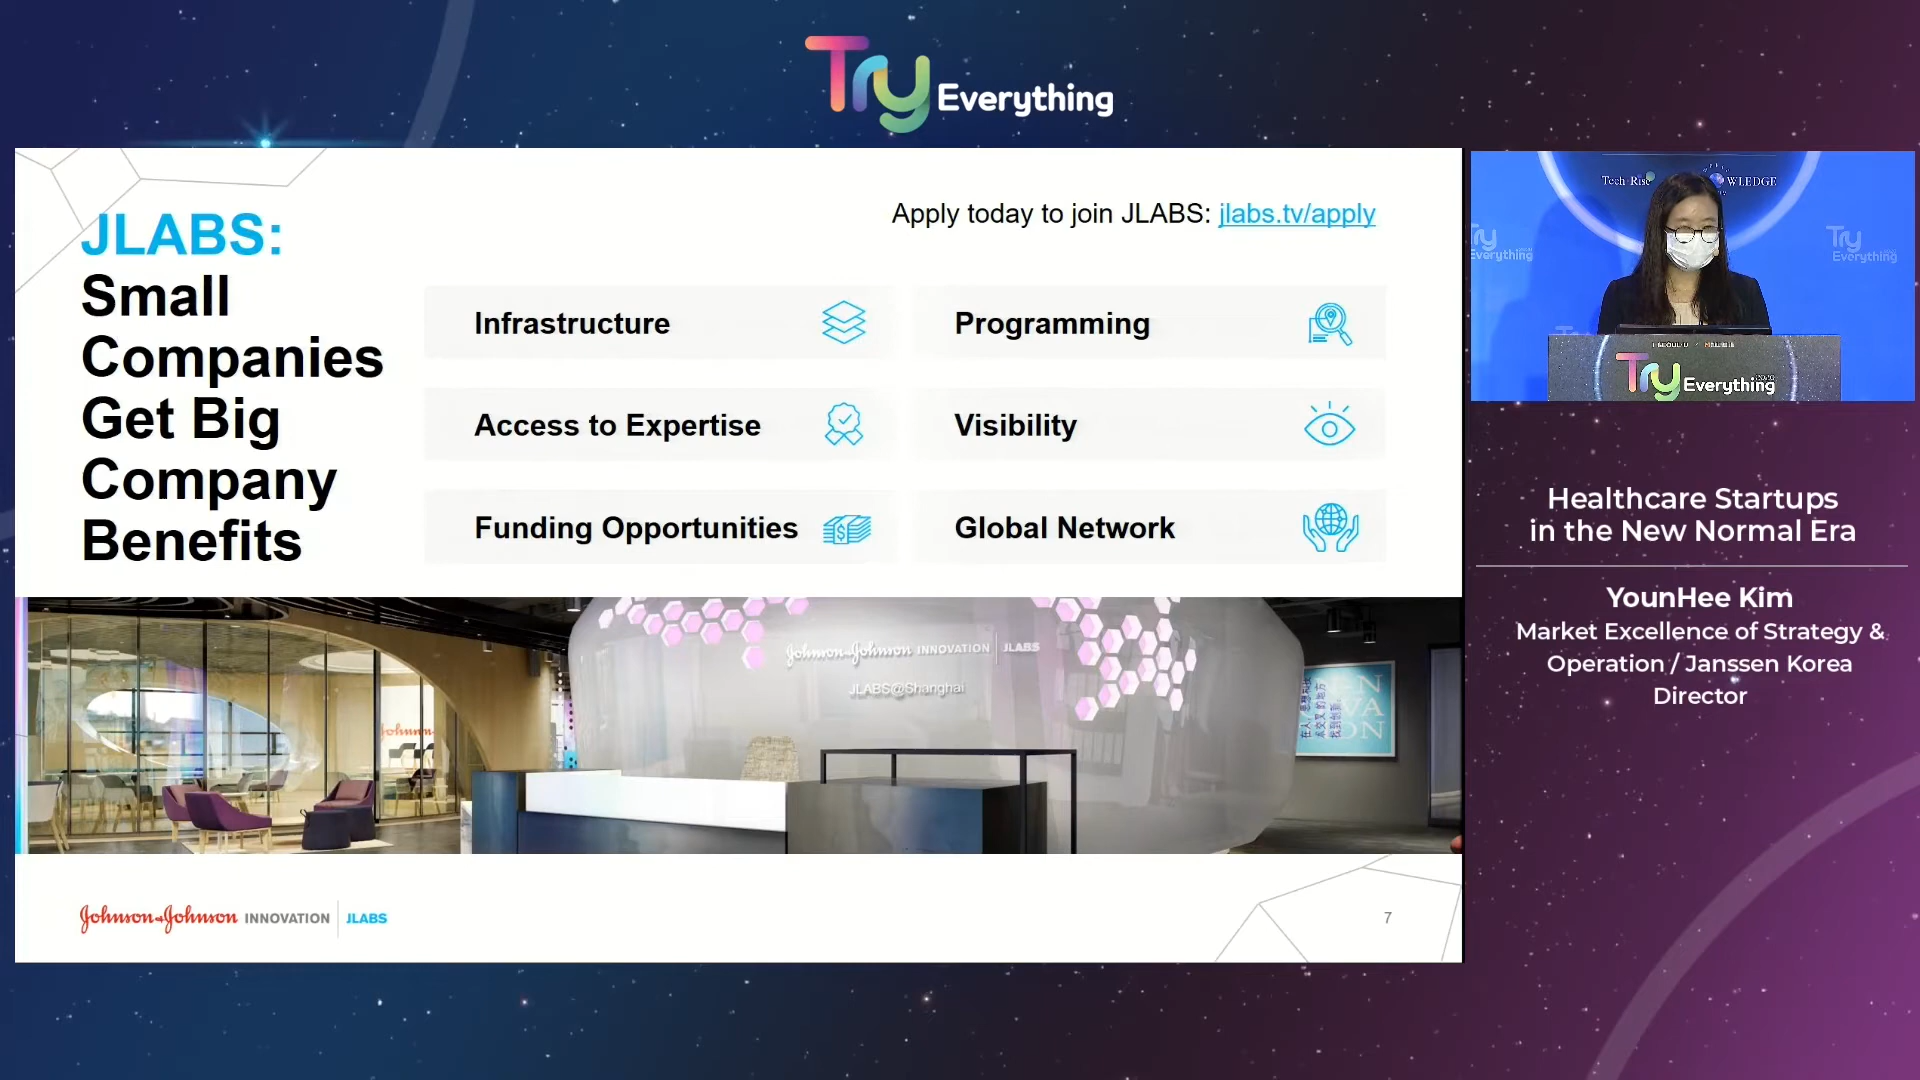 Try Everything
JLABS:
Small
Companies
Get Big
Company
Benefits
Apply today to join JLABS: jlabs.tv/apply
Infrastructure
Programming
Access to Expertise
Visibility
Funding Opportunities
Global Network
Johnson & Johnson INNOVATION JLABS
JLABS@Shanghai
Johnson & Johnson INNOVATION JLABS
7
Tech-Rise
WLEDGE
Try Everything
Try Everything
Try Everything
Healthcare Startups
in the New Normal Era
YounHee Kim
Market Excellence of Strategy &
Operation / Janssen Korea
Director